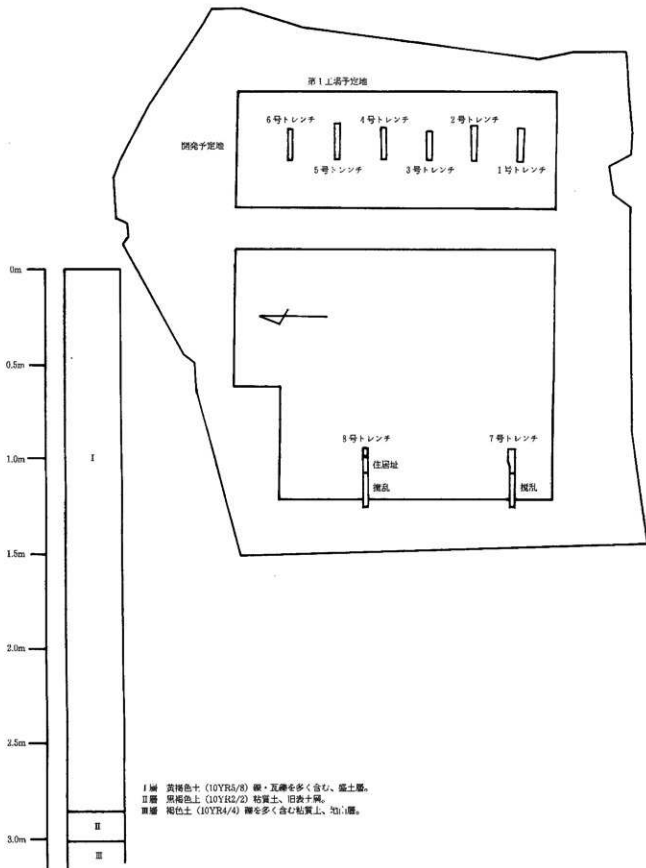 第1工場予定地
6号トレンチ
4号トレンチ
2号トレンチ
開発予定地
5号トレンチ
3号トレンチ
1号トレンチ
0m
0.5m
8号トレンチ
7号トレンチ
1.0m
I
住居址
攪乱
攪乱
1.5m
2.0m
2.5m
I層 黄褐色土 (10YR5/8) 礫・瓦礫を多く含む、盛土層。
II層 黒褐色土 (10YR2/2) 粘質土、旧表土層。
III層 褐色土 (10YR4/4) 礫を多く含む粘質土、地山層。
II
3.0m
III